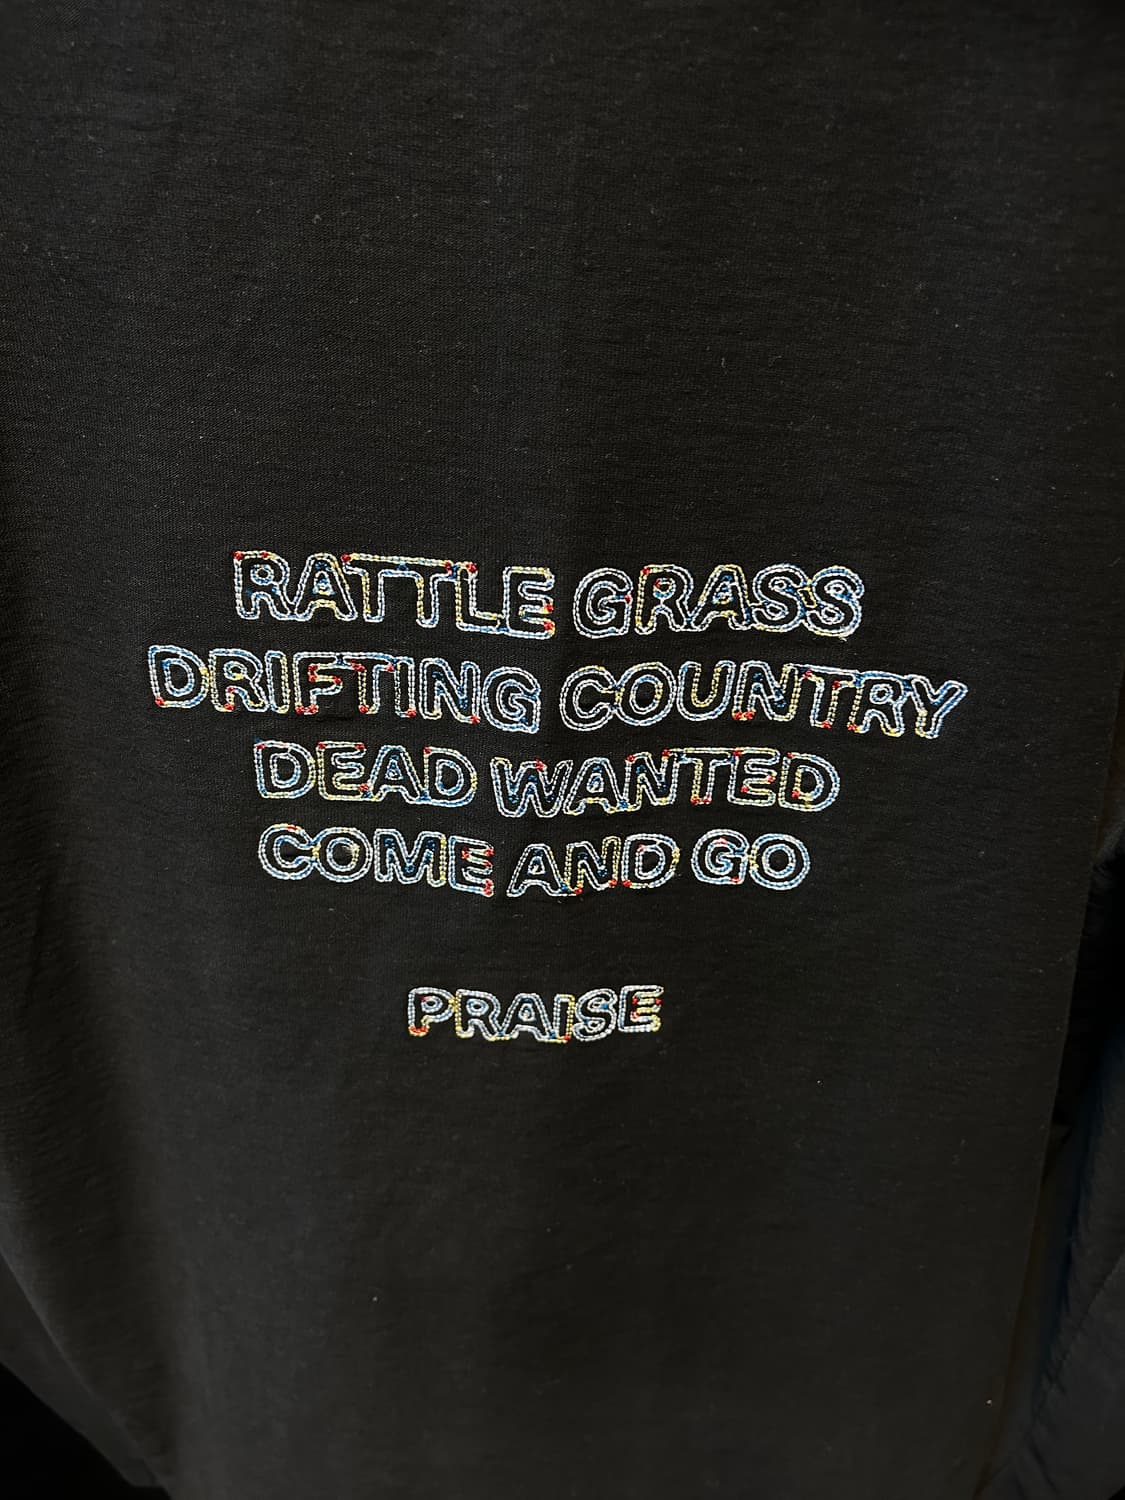 RATTLE GRASS
DRIFTING COUNTRY
DEAD WANTED
COME AND GO
PRAISE